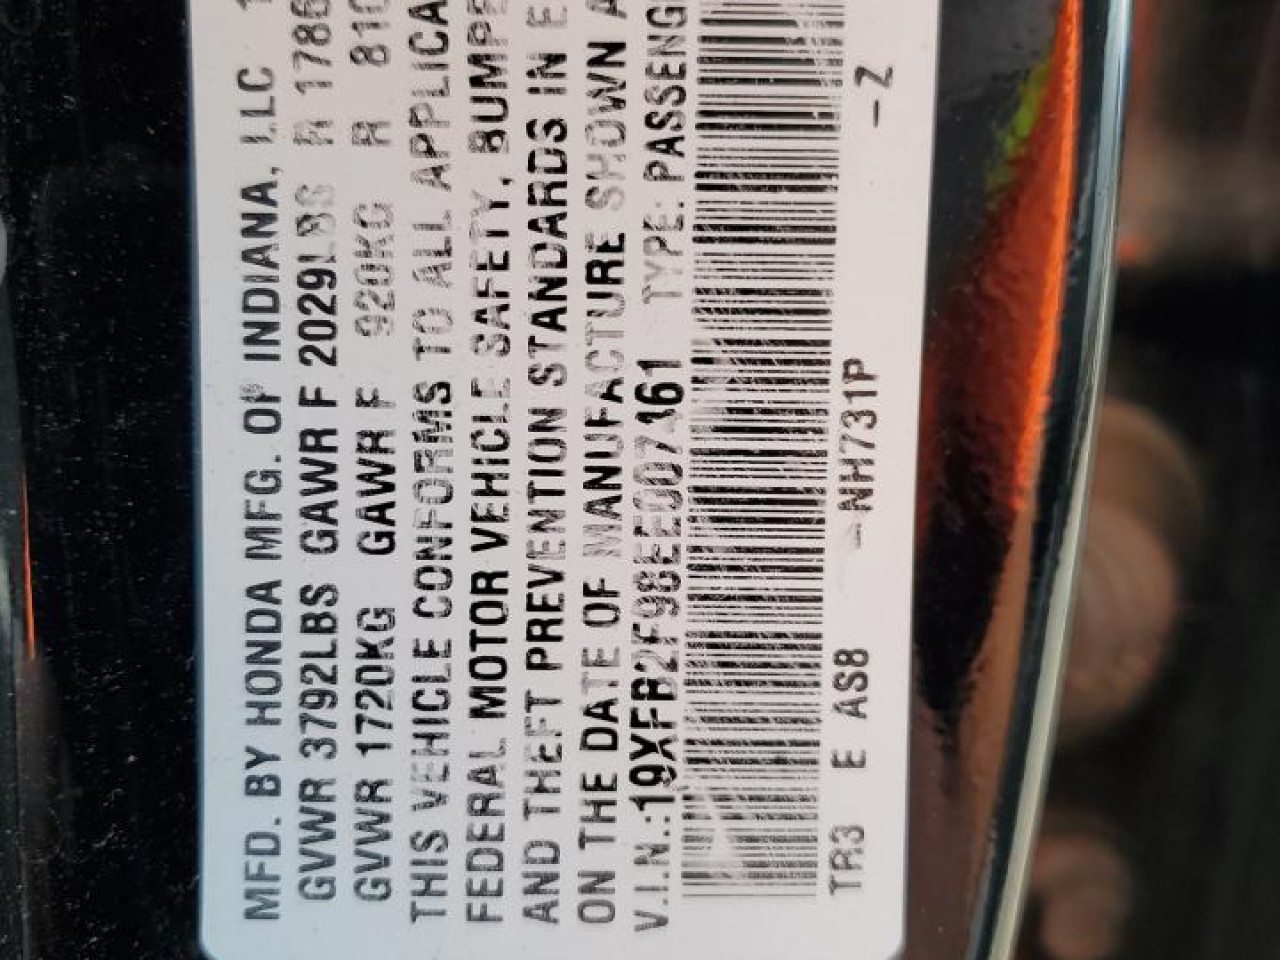 MFD. BY HONDA MFG. OF INDIANA, LLC 1
GVWR 3792LBS GAWR F 2029LBS R 1786
GVWR 1720KG GAWR F 920KG R 810
THIS VEHICLE CONFORMS TO ALL APPLICA
FEDERAL MOTOR VEHICLE SAFETY, BUMPE
AND THEFT PREVENTION STANDARDS IN E
ON THE DATE OF MANUFACTURE SHOWN A
V.I.N.: TYPE: PASSENG
TR3 E AS8 -NH731P -Z